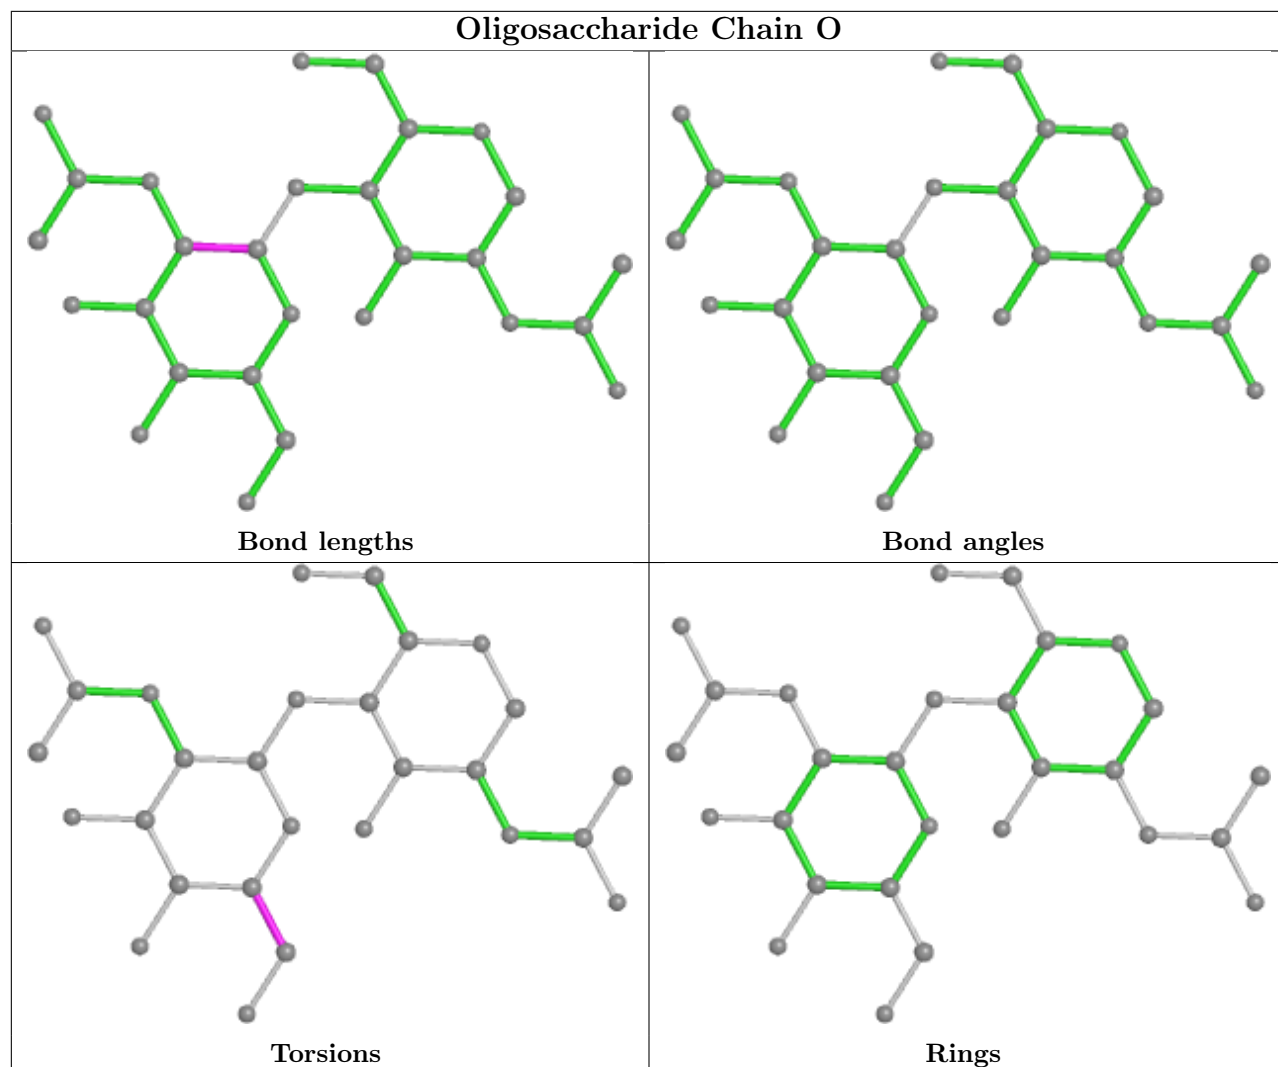 Oligosaccharide Chain O
Bond lengths
Bond angles
Torsions
Rings